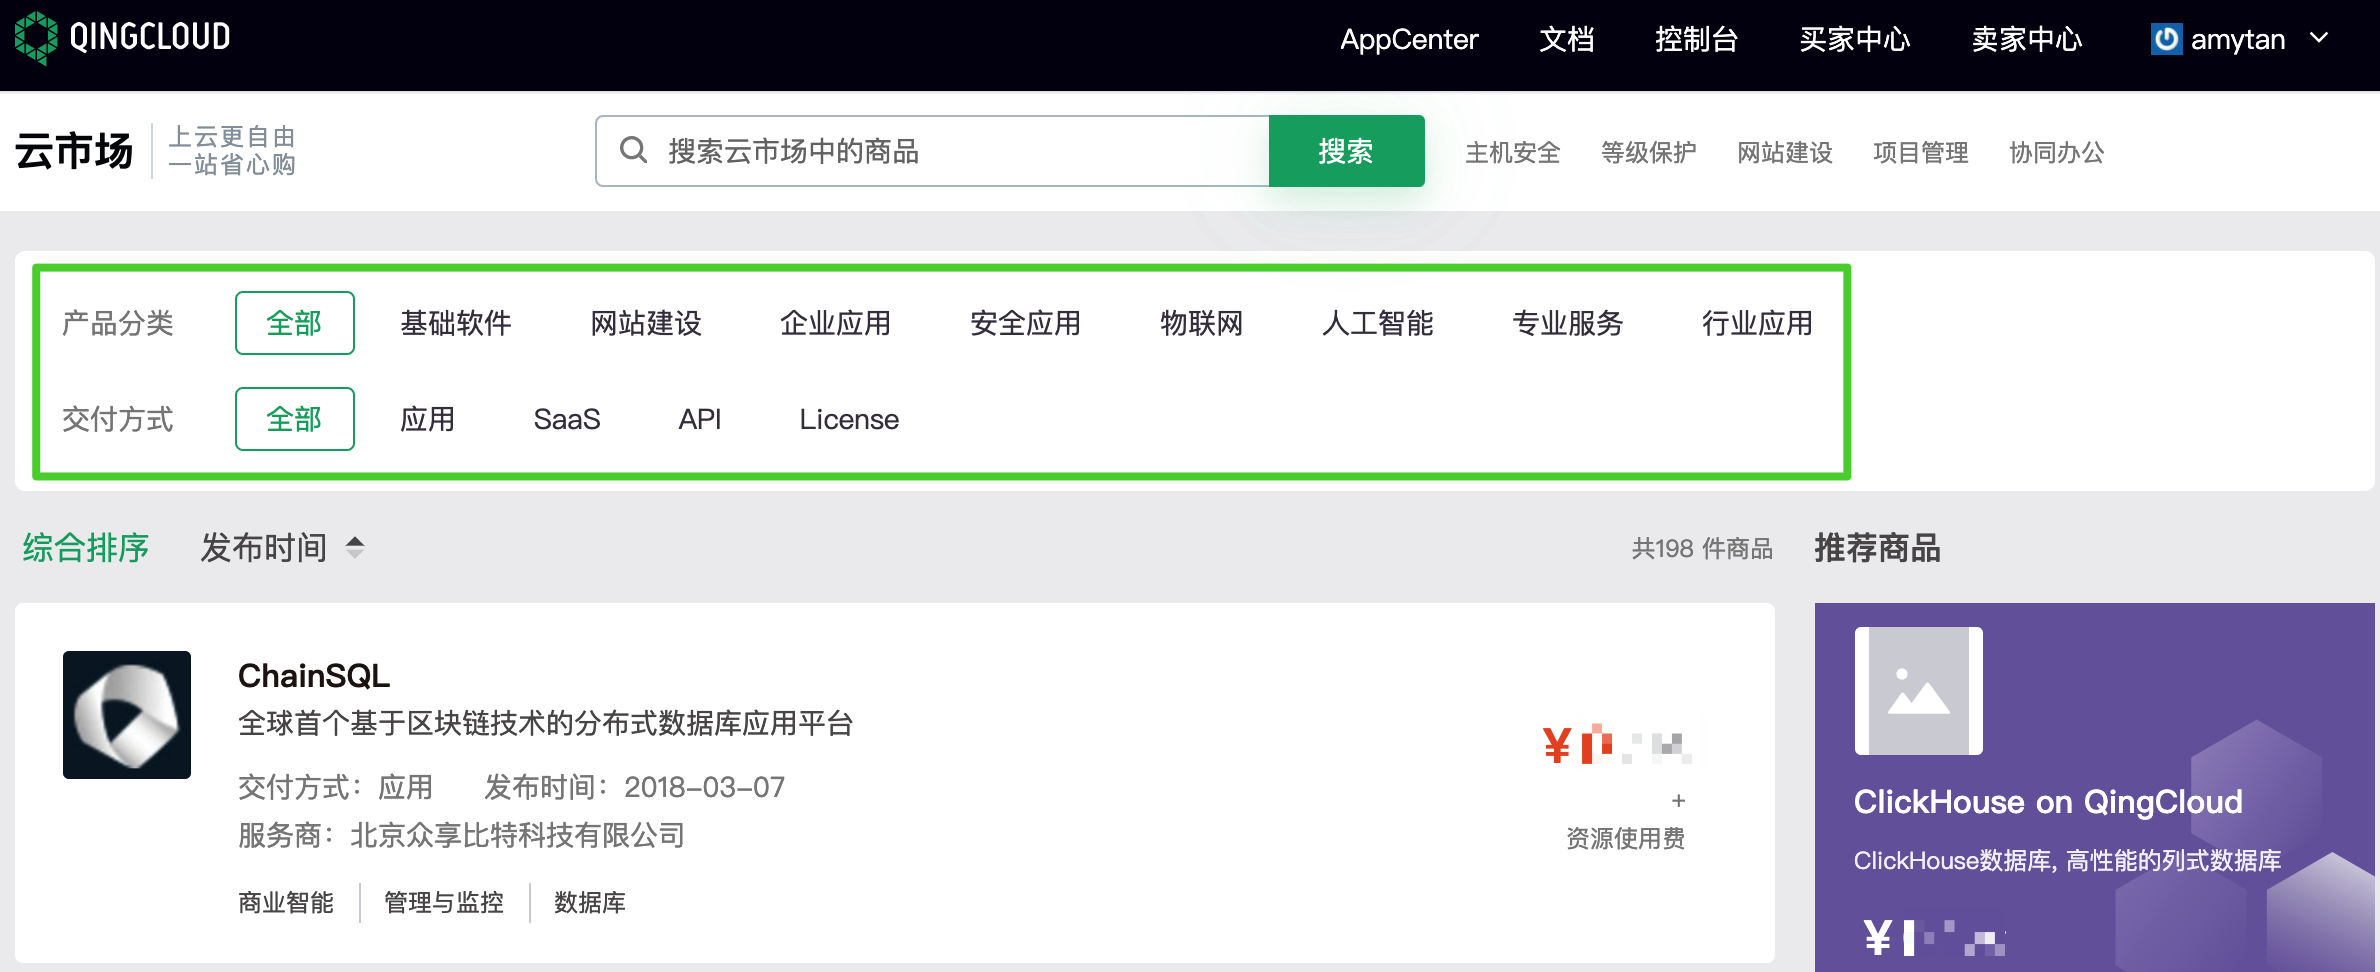 QINGCLOUD
AppCenter 文档 控制台 买家中心 卖家中心 amytan
云市场
上云更自由
一站省心购
搜索云市场中的商品 搜索
主机安全 等级保护 网站建设 项目管理 协同办公
产品分类 全部 基础软件 网站建设 企业应用 安全应用 物联网 人工智能 专业服务 行业应用
交付方式 全部 应用 SaaS API License
综合排序 发布时间 共198 件商品
推荐商品
ChainSQL
全球首个基于区块链技术的分布式数据库应用平台
交付方式：应用 发布时间：2018-03-07
服务商：北京众享比特科技有限公司
商业智能 管理与监控 数据库
¥
+
资源使用费
ClickHouse on QingCloud
ClickHouse数据库, 高性能的列式数据库
¥